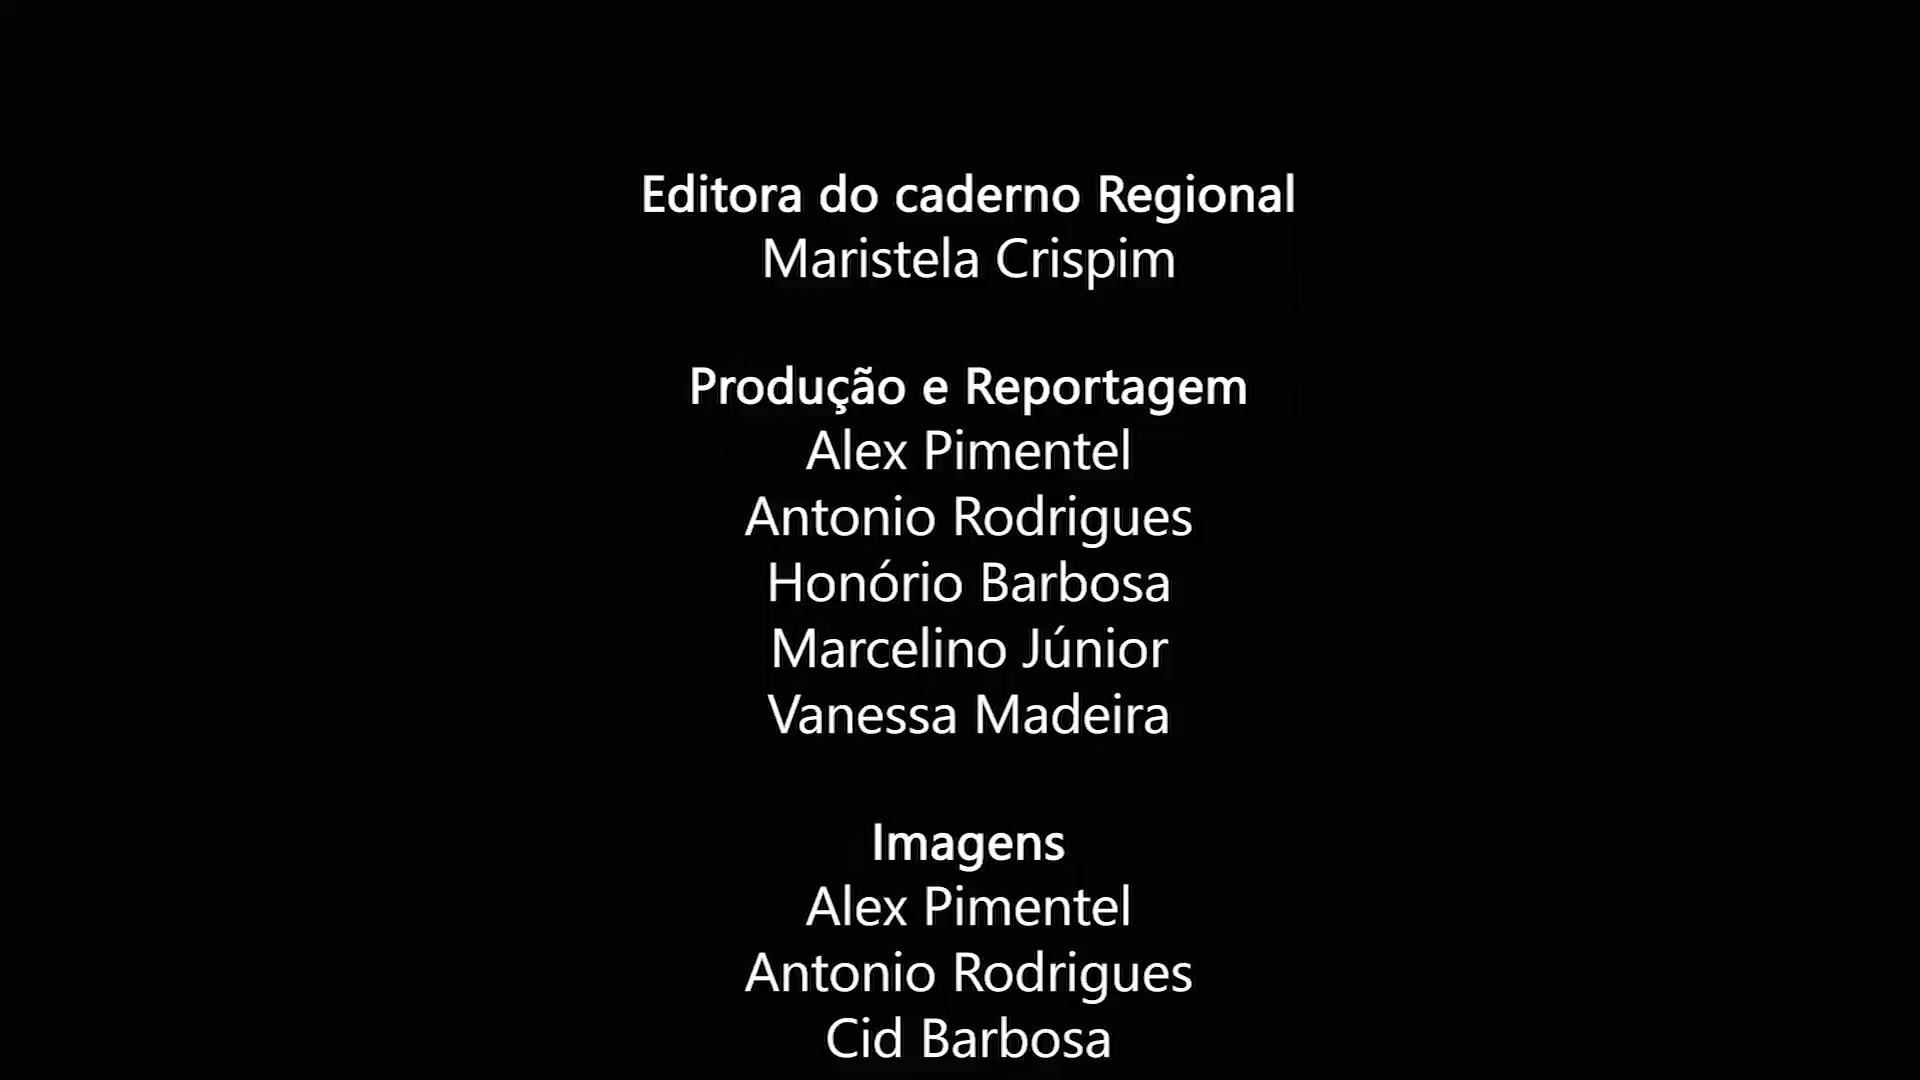 Editora do caderno Regional
Maristela Crispim
Produção e Reportagem
Alex Pimentel
Antonio Rodrigues
Honório Barbosa
Marcelino Júnior
Vanessa Madeira
Imagens
Alex Pimentel
Antonio Rodrigues
Cid Barbosa